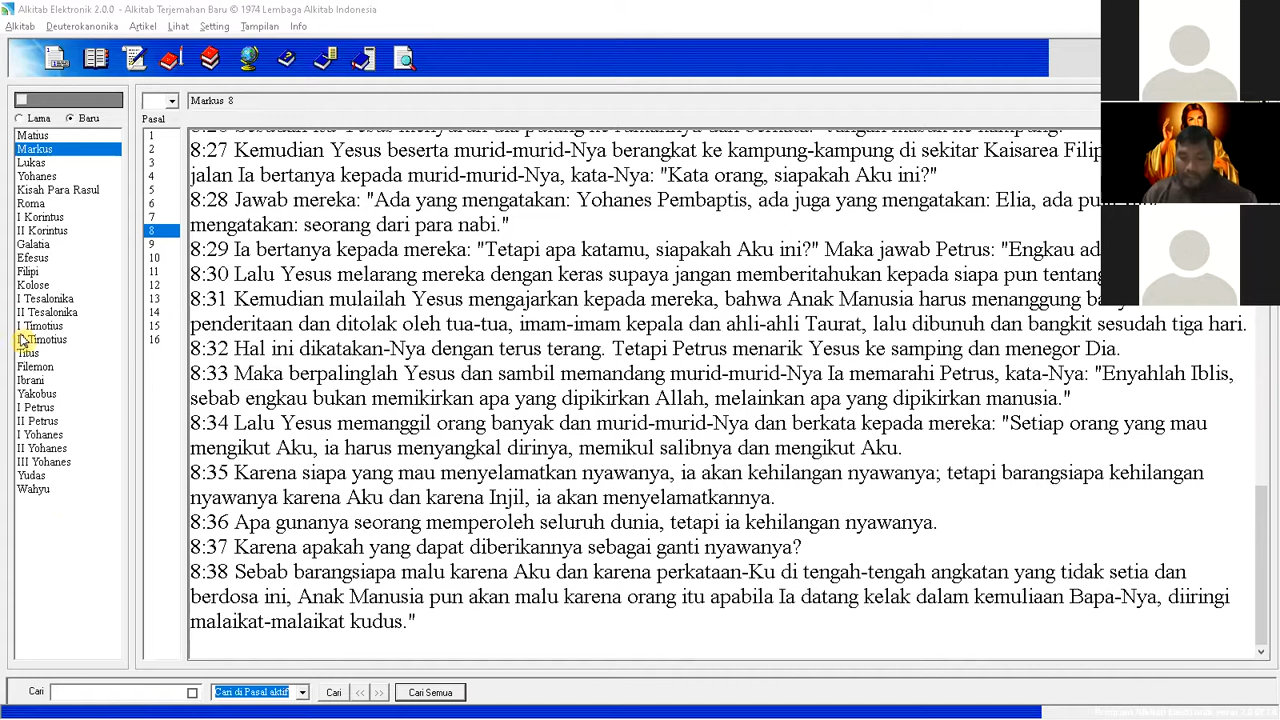 Alkitab Elektronik 2.0.0 - Alkitab Terjemahan Baru © 1974 Lembaga Alkitab Indonesia
Alkitab Deuterokanonika Artikel Lihat Setting Tampilan Info
Lama Baru
Matius
Markus
Lukas
Yohanes
Kisah Para Rasul
Roma
I Korintus
II Korintus
Galatia
Efesus
Filipi
Kolose
I Tesalonika
II Tesalonika
I Timotius
Timotius
Titus
Filemon
Ibrani
Yakobus
I Petrus
II Petrus
I Yohanes
II Yohanes
III Yohanes
Yudas
Wahyu
Pasal
1
2
3
4
5
6
7
8
9
10
11
12
13
14
15
16
Markus 8
8:27 Kemudian Yesus beserta murid-murid-Nya berangkat ke kampung-kampung di sekitar Kaisarea Filip
jalan Ia bertanya kepada murid-murid-Nya, kata-Nya: "Kata orang, siapakah Aku ini?"
8:28 Jawab mereka: "Ada yang mengatakan: Yohanes Pembaptis, ada juga yang mengatakan: Elia, ada pu
mengatakan: seorang dari para nabi."
8:29 Ia bertanya kepada mereka: "Tetapi apa katamu, siapakah Aku ini?" Maka jawab Petrus: "Engkau ad
8:30 Lalu Yesus melarang mereka dengan keras supaya jangan memberitahukan kepada siapa pun tentang
8:31 Kemudian mulailah Yesus mengajarkan kepada mereka, bahwa Anak Manusia harus menanggung
penderitaan dan ditolak oleh tua-tua, imam-imam kepala dan ahli-ahli Taurat, lalu dibunuh dan bangkit sesudah tiga hari.
8:32 Hal ini dikatakan-Nya dengan terus terang. Tetapi Petrus menarik Yesus ke samping dan menegor Dia.
8:33 Maka berpalinglah Yesus dan sambil memandang murid-murid-Nya Ia memarahi Petrus, kata-Nya: "Enyahlah Iblis,
sebab engkau bukan memikirkan apa yang dipikirkan Allah, melainkan apa yang dipikirkan manusia."
8:34 Lalu Yesus memanggil orang banyak dan murid-murid-Nya dan berkata kepada mereka: "Setiap orang yang mau
mengikut Aku, ia harus menyangkal dirinya, memikul salibnya dan mengikut Aku.
8:35 Karena siapa yang mau menyelamatkan nyawanya, ia akan kehilangan nyawanya; tetapi barangsiapa kehilangan
nyawanya karena Aku dan karena Injil, ia akan menyelamatkannya.
8:36 Apa gunanya seorang memperoleh seluruh dunia, tetapi ia kehilangan nyawanya.
8:37 Karena apakah yang dapat diberikannya sebagai ganti nyawanya?
8:38 Sebab barangsiapa malu karena Aku dan karena perkataan-Ku di tengah-tengah angkatan yang tidak setia dan
berdosa ini, Anak Manusia pun akan malu karena orang itu apabila Ia datang kelak dalam kemuliaan Bapa-Nya, diiringi
malaikat-malaikat kudus."
Cari Cari di Pasal aktif Cari << >> Cari Semua